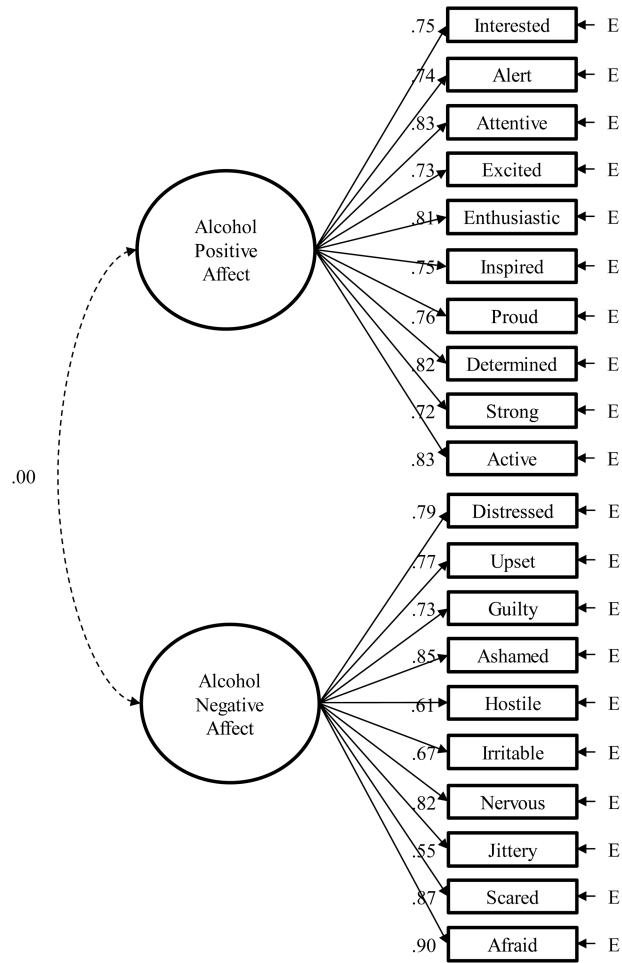 .75 Interested E
.74 Alert E
.83 Attentive E
.73 Excited E
.81 Enthusiastic E
.75 Inspired E
.76 Proud E
.82 Determined E
.72 Strong E
.83 Active E
Alcohol
Positive
Affect
.00
.79 Distressed E
.77 Upset E
.73 Guilty E
.85 Ashamed E
.61 Hostile E
.67 Irritable E
.82 Nervous E
.55 Jittery E
.87 Scared E
.90 Afraid E
Alcohol
Negative
Affect